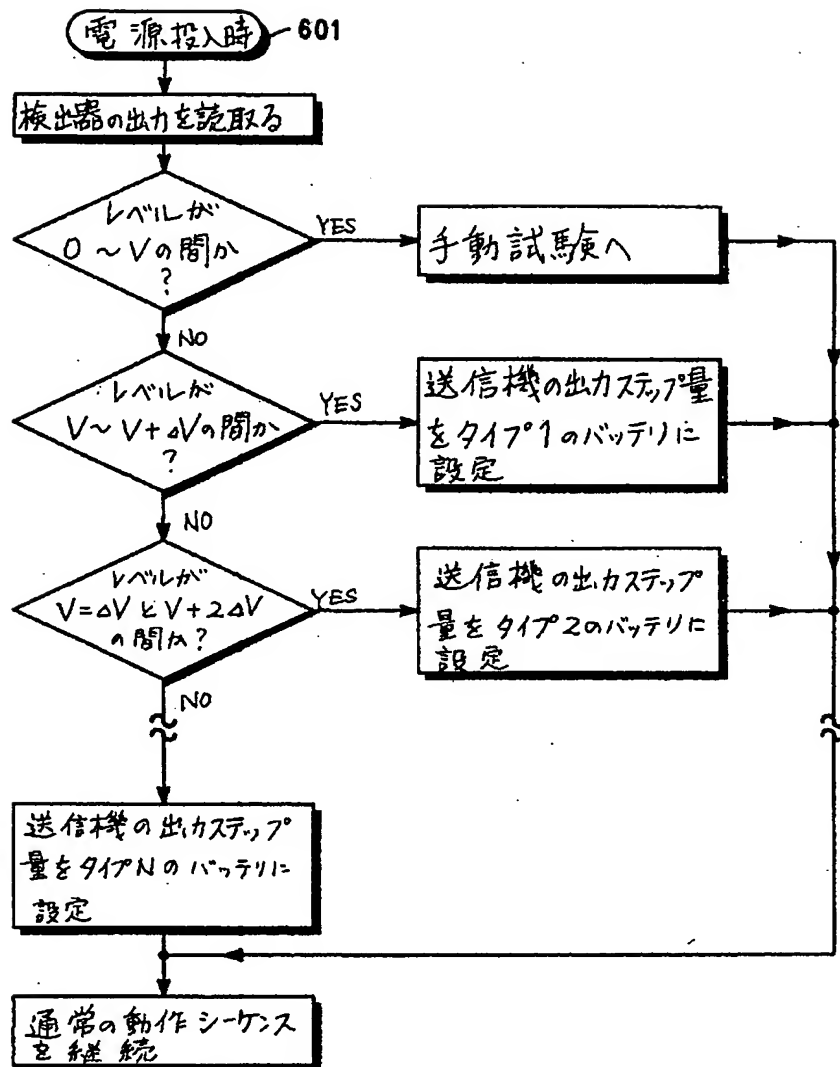 電源投入時
601
検出器の出力を読取る
レベルが
0 ~ Vの間か
?
YES
手動試験へ
NO
レベルが
V~ V+ΔVの間か
?
YES
送信機の出力ステップ量
をタイプ1のバッテリに
設定
NO
レベルが
V=ΔVとV+2ΔV
の間か?
YES
送信機の出力ステップ
量をタイプ2のバッテリに
設定
NO
送信機の出力ステップ
量をタイプNのバッテリに
設定
通常の動作シーケンス
を継続